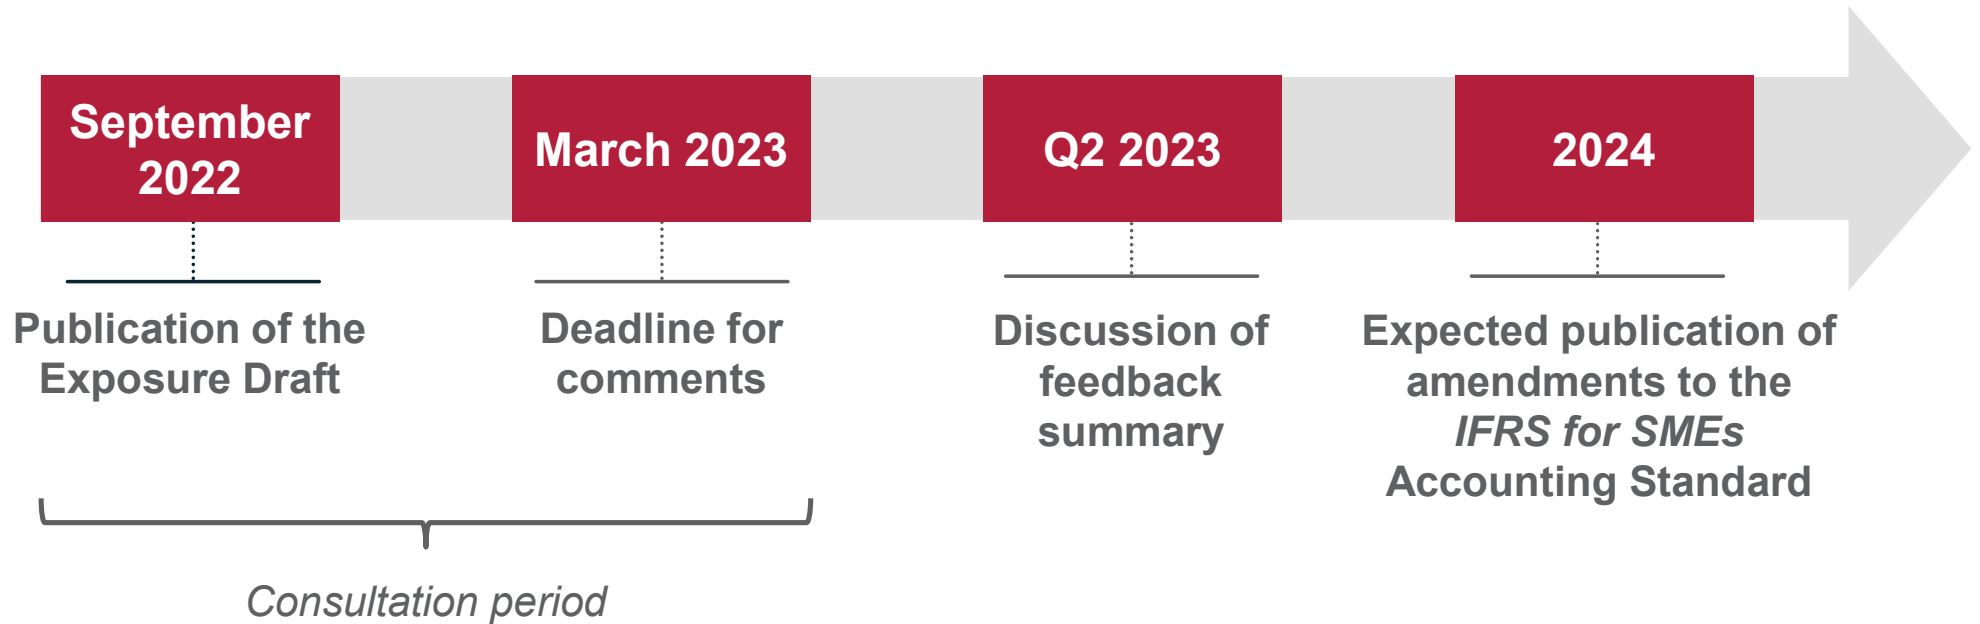 September
2022
March 2023
Q2 2023
2024
Publication of the
Exposure Draft
Deadline for
comments
Discussion of
feedback
summary
Expected publication of
amendments to the
IFRS for SMEs
Accounting Standard
Consultation period